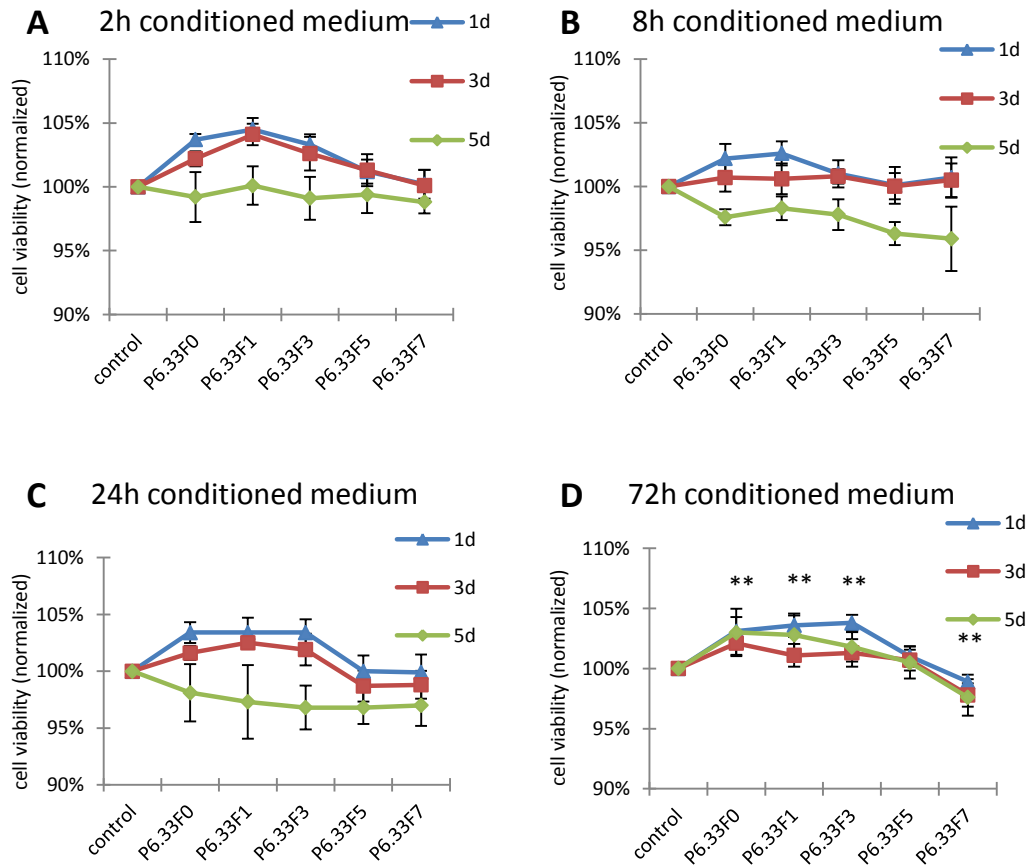 A 2h conditioned medium
1d
3d
5d
cell viability (normalized)
110%
105%
100%
95%
90%
control
P6.33F0
P6.33F1
P6.33F3
P6.33F5
P6.33F7
B 8h conditioned medium
1d
3d
5d
cell viability (normalized)
110%
105%
100%
95%
90%
control
P6.33F0
P6.33F1
P6.33F3
P6.33F5
P6.33F7
C 24h conditioned medium
1d
3d
5d
cell viability (normalized)
110%
105%
100%
95%
90%
control
P6.33F0
P6.33F1
P6.33F3
P6.33F5
P6.33F7
D 72h conditioned medium
1d
3d
5d
cell viability (normalized)
110%
105%
100%
95%
90%
** ** **
**
control
P6.33F0
P6.33F1
P6.33F3
P6.33F5
P6.33F7